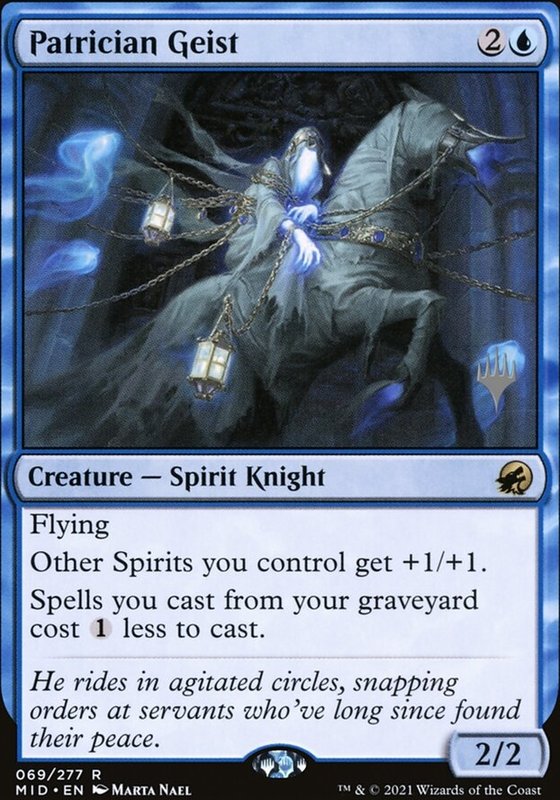 Patrician Geist 2
Creature — Spirit Knight
Flying
Other Spirits you control get +1/+1.
Spells you cast from your graveyard
cost 1 less to cast.
He rides in agitated circles, snapping
orders at servants who've long since found
their peace.
2/2
069/277 R
MID • EN Marta Nael
™ & © 2021 Wizards of the Coast